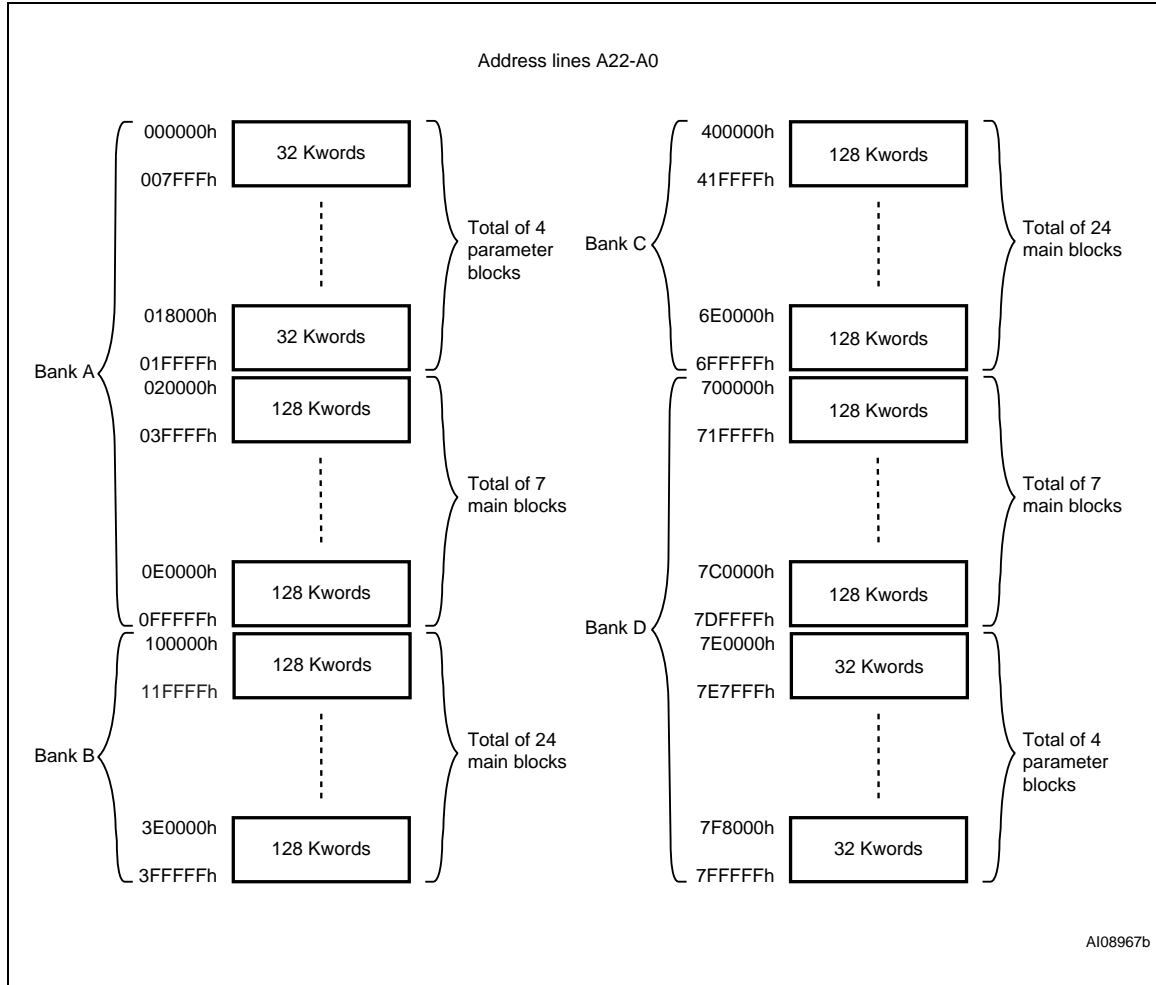 Address lines A22-A0
Bank A
000000h
32 Kwords
007FFFh
Total of 4
parameter
blocks
018000h
32 Kwords
01FFFFh
020000h
128 Kwords
03FFFFh
Total of 7
main blocks
0E0000h
128 Kwords
0FFFFFh
Bank B
100000h
128 Kwords
11FFFFh
Total of 24
main blocks
3E0000h
128 Kwords
3FFFFFh
Bank C
400000h
128 Kwords
41FFFFh
Total of 24
main blocks
6E0000h
128 Kwords
6FFFFFh
Bank D
700000h
128 Kwords
71FFFFh
Total of 7
main blocks
7C0000h
128 Kwords
7DFFFFh
7E0000h
32 Kwords
7E7FFFh
Total of 4
parameter
blocks
7F8000h
32 Kwords
7FFFFFh
AI08967b